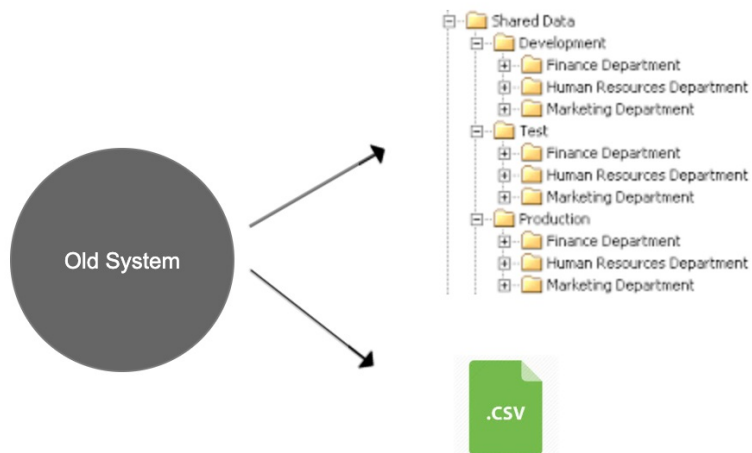 Shared Data
Development
Finance Department
Human Resources Department
Marketing Department
Test
Finance Department
Human Resources Department
Marketing Department
Production
Finance Department
Human Resources Department
Marketing Department
Old System
.CSV